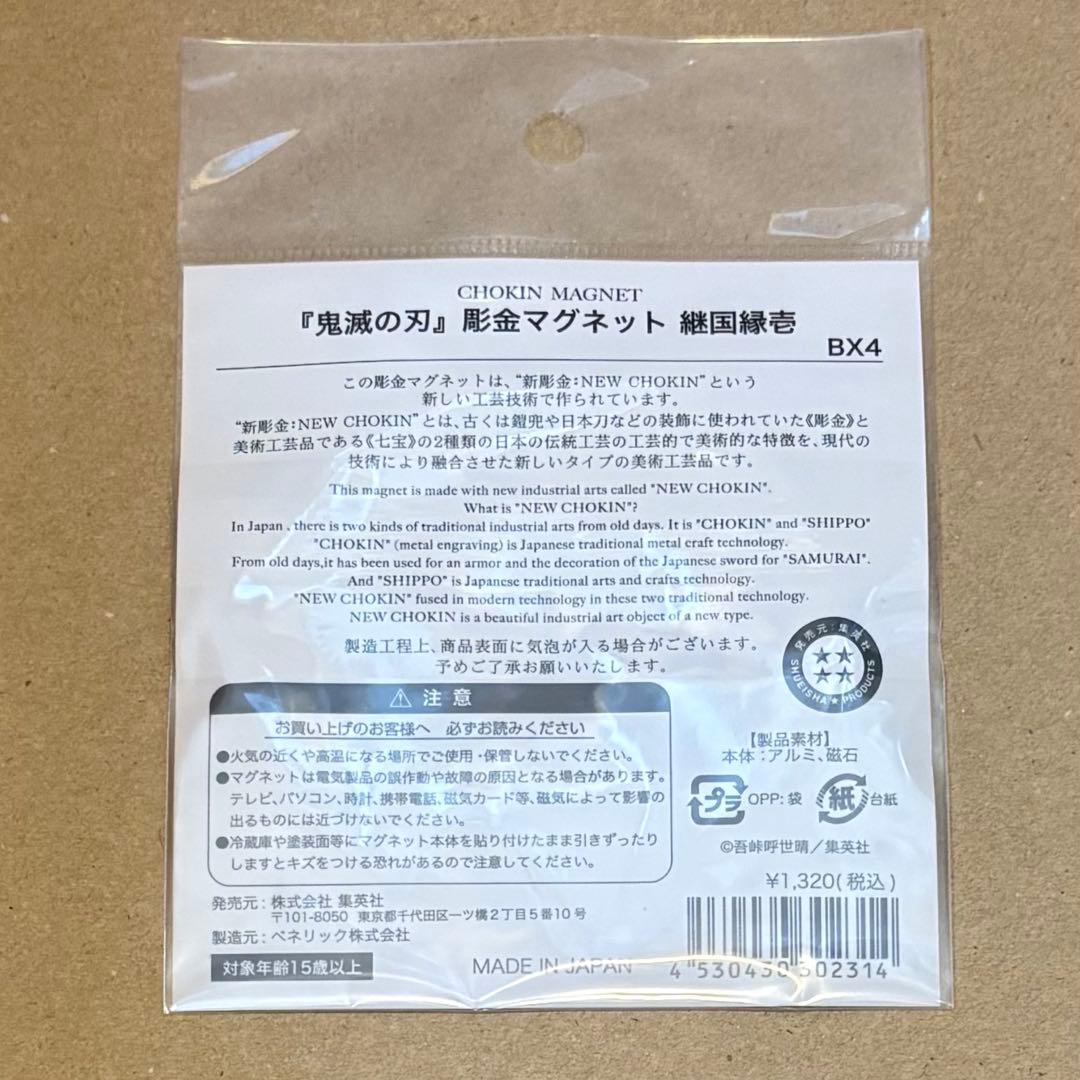 CHOKIN MAGNET
『鬼滅の刃』彫金マグネット 継国縁壱
BX4
この彫金マグネットは、“新彫金：NEW CHOKIN”という
新しい工芸技術で作られています。
“新彫金：NEW CHOKIN”とは、古くは鎧兜や日本刀などの装飾に使われていた《彫金》と
美術工芸品である《七宝》の2種類の日本の伝統工芸の工芸的で美術的な特徴を、現代の
技術により融合させた新しいタイプの美術工芸品です。
This magnet is made with new industrial arts called "NEW CHOKIN".
What is "NEW CHOKIN"?
In Japan , there is two kinds of traditional industrial arts from old days. It is "CHOKIN" and "SHIPPO"
"CHOKIN" (metal engraving) is Japanese traditional metal craft technology.
From old days,it has been used for an armor and the decoration of the Japanese sword for "SAMURAI".
And "SHIPPO" is Japanese traditional arts and crafts technology.
"NEW CHOKIN" fused in modern technology in these two traditional technology.
NEW CHOKIN is a beautiful industrial art object of a new type.
製造工程上、商品表面に気泡が入る場合がございます。
予めご了承お願いいたします。
発売元：集英社
SHUEISHA ★ PRODUCTS
⚠ 注意
お買い上げのお客様へ 必ずお読みください
●火気の近くや高温になる場所でご使用・保管しないでください。
●マグネットは電気製品の誤作動や故障の原因となる場合があります。
テレビ、パソコン、時計、携帯電話、磁気カード等、磁気によって影響の
出るものには近づけないでください。
●冷蔵庫や塗装面等にマグネット本体を貼り付けたまま引きずったり
しますとキズをつける恐れがあるので注意してください。
【製品素材】
本体：アルミ、磁石
プラ OPP：袋 紙 台紙
©吾峠呼世晴／集英社
¥1,320(税込)
発売元：株式会社 集英社
〒101-8050 東京都千代田区一ツ橋2丁目5番10号
製造元：ベネリック株式会社
対象年齢15歳以上
MADE IN JAPAN
4 530430 302314